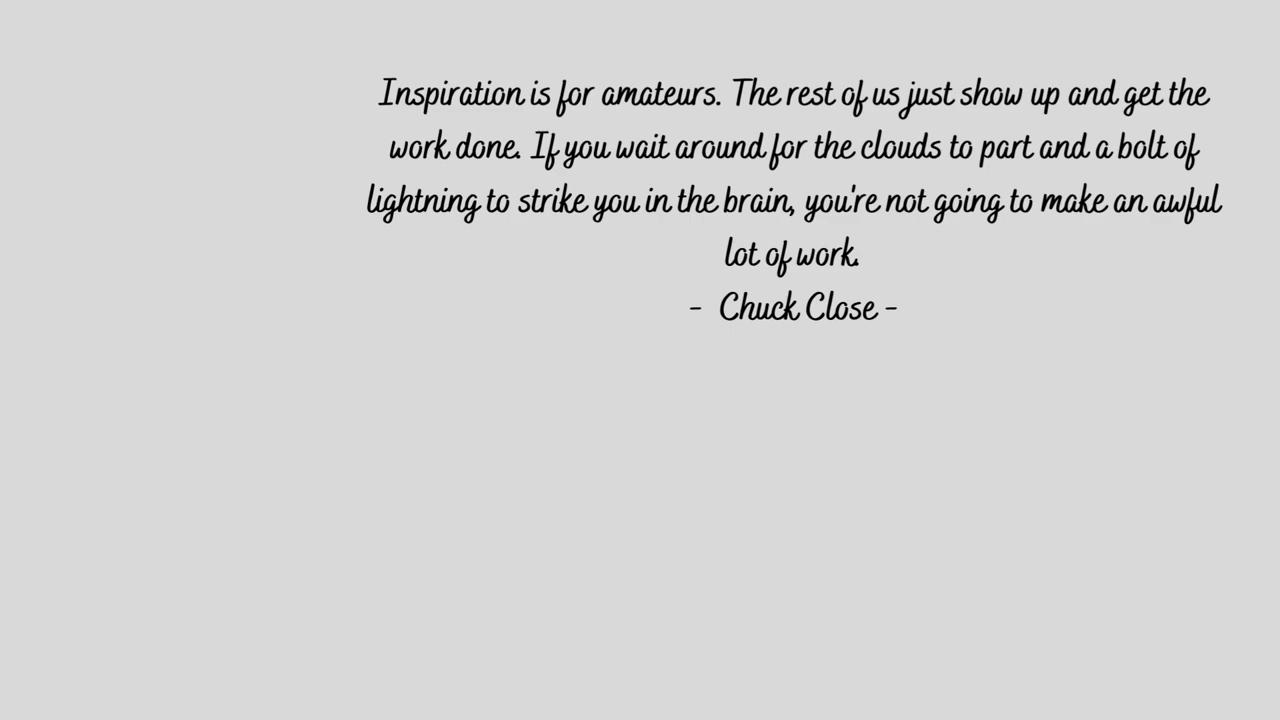 Inspiration is for amateurs. The rest of us just show up and get the
work done. If you wait around for the clouds to part and a bolt of
lightning to strike you in the brain, you're not going to make an awful
lot of work.
- Chuck Close -